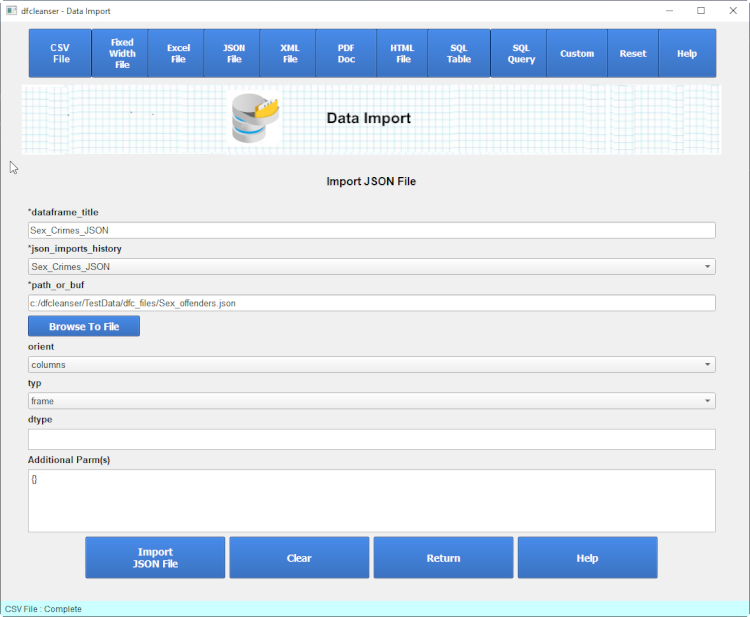 dfcleanser - Data Import
CSV
File
Fixed
Width
File
Excel
File
JSON
File
XML
File
PDF
Doc
HTML
File
SQL
Table
SQL
Query
Custom
Reset
Help
Data Import
Import JSON File
*dataframe_title
Sex_Crimes_JSON
*json_imports_history
Sex_Crimes_JSON
*path_or_buf
c:/dfcleanser/TestData/dfc_files/Sex_offenders.json
Browse To File
orient
columns
typ
frame
dtype
Additional Parm(s)
{}
Import
JSON File
Clear
Return
Help
CSV File : Complete